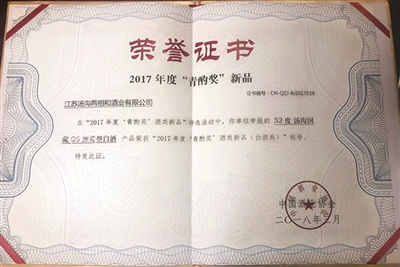 荣誉证书
2017年度“青酌奖”新品
证书编号：CN-QZJ-BJ2017038
江苏汤沟两相和酒业有限公司
在“2017年度‘青酌奖’酒类新品”评选活动中，你单位申报的 52度汤沟国
藏Q5浓香型白酒 产品荣获“2017年度‘青酌奖’酒类新品（白酒类）”称号。
特发此证。
中国酒业协会
二〇一八年三月